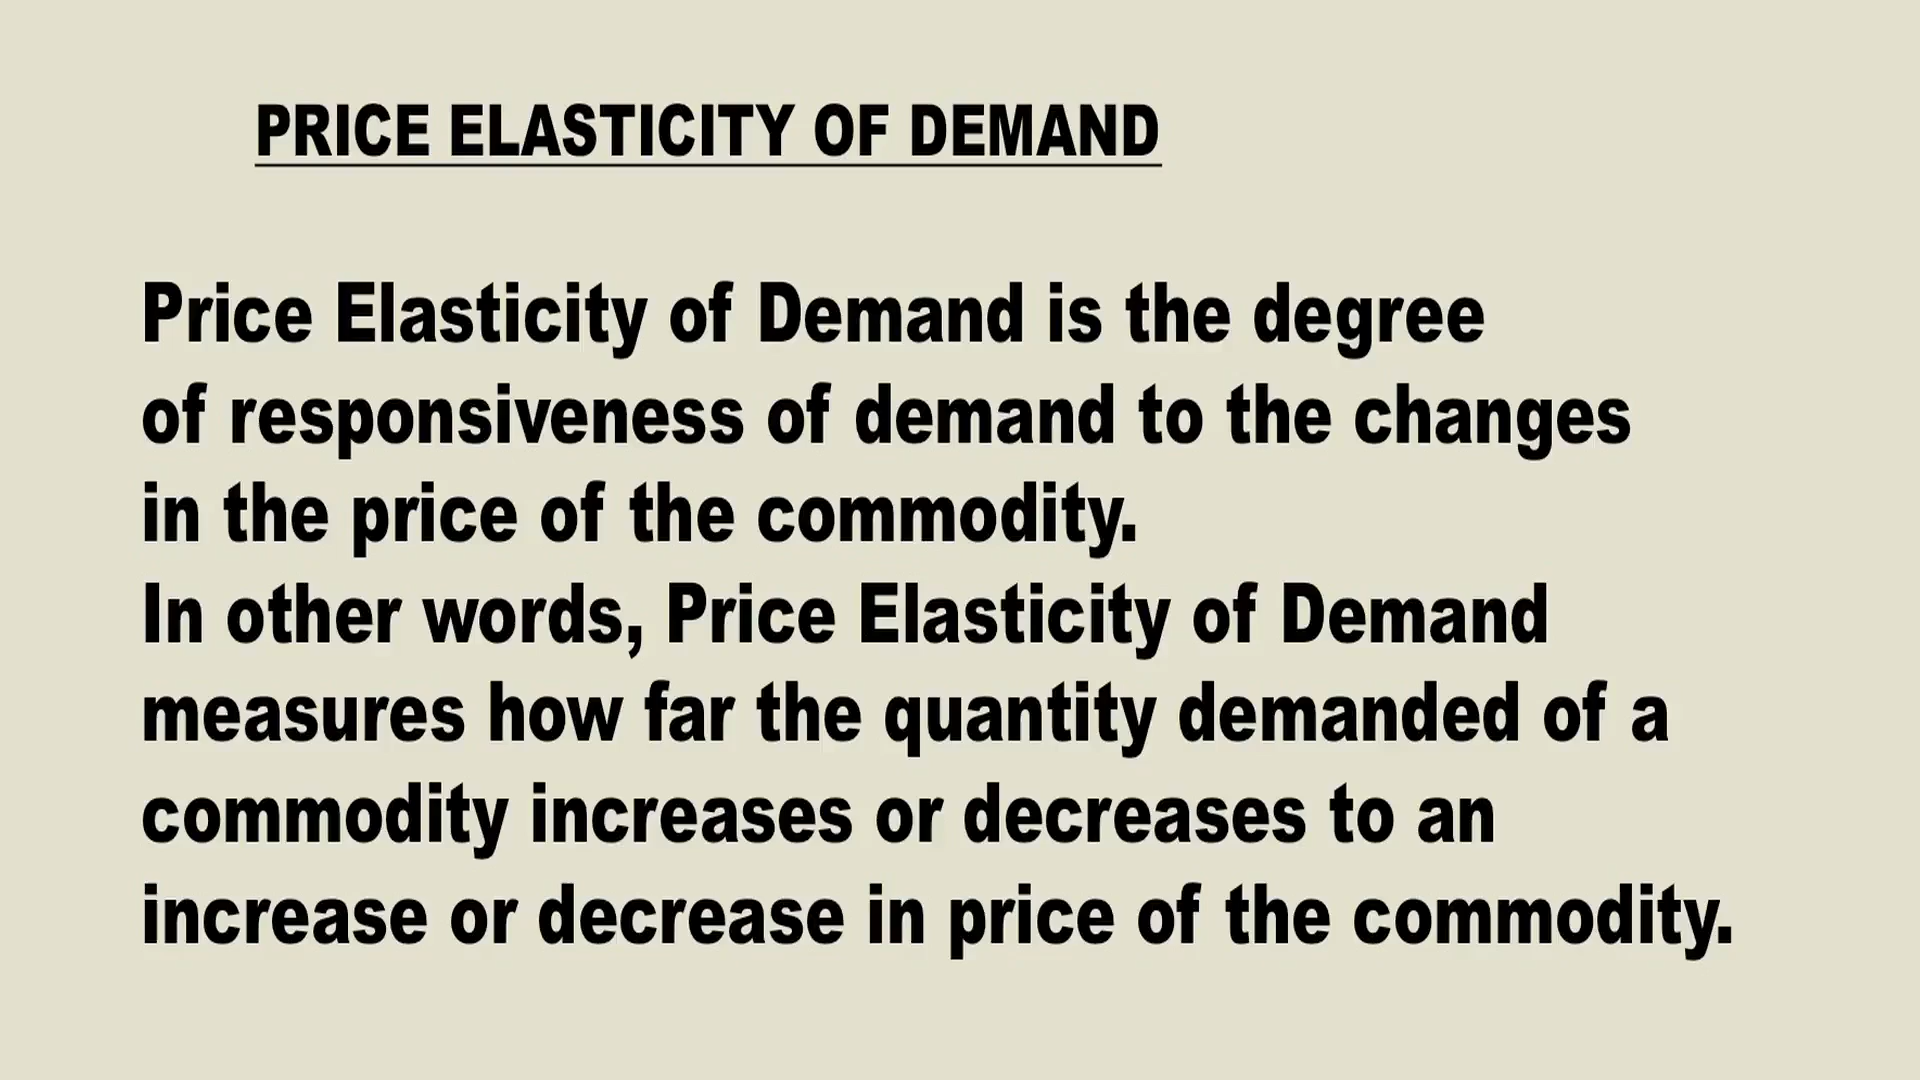 PRICE ELASTICITY OF DEMAND
Price Elasticity of Demand is the degree
of responsiveness of demand to the changes
in the price of the commodity.
In other words, Price Elasticity of Demand
measures how far the quantity demanded of a
commodity increases or decreases to an
increase or decrease in price of the commodity.